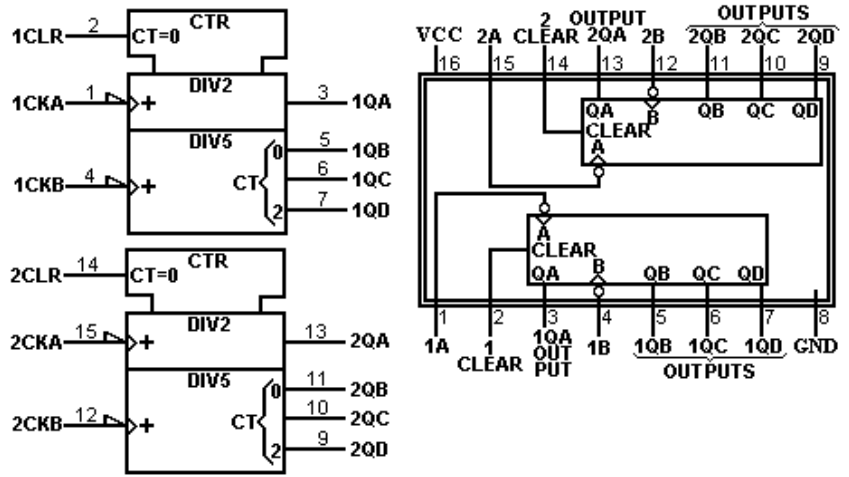 CTR
1CLR 2 CT=0
DIV2
1CKA 1 + 3 1QA
DIV5
0 5 1QB
1CKB 4 + CT 6 1QC
2 7 1QD
CTR
2CLR 14 CT=0
DIV2
2CKA 15 + 13 2QA
DIV5
0 11 2QB
2CKB 12 + CT 10 2QC
2 9 2QD
2 OUTPUT OUTPUTS
VCC 2A CLEAR 2QA 2B 2QB 2QC 2QD
16 15 14 13 12 11 10 9
QA B QB QC QD
CLEAR
A
A
CLEAR
QA B QB QC QD
1 2 3 4 5 6 7 8
1A 1 CLEAR 1QA OUT PUT 1B 1QB 1QC 1QD GND
OUTPUTS